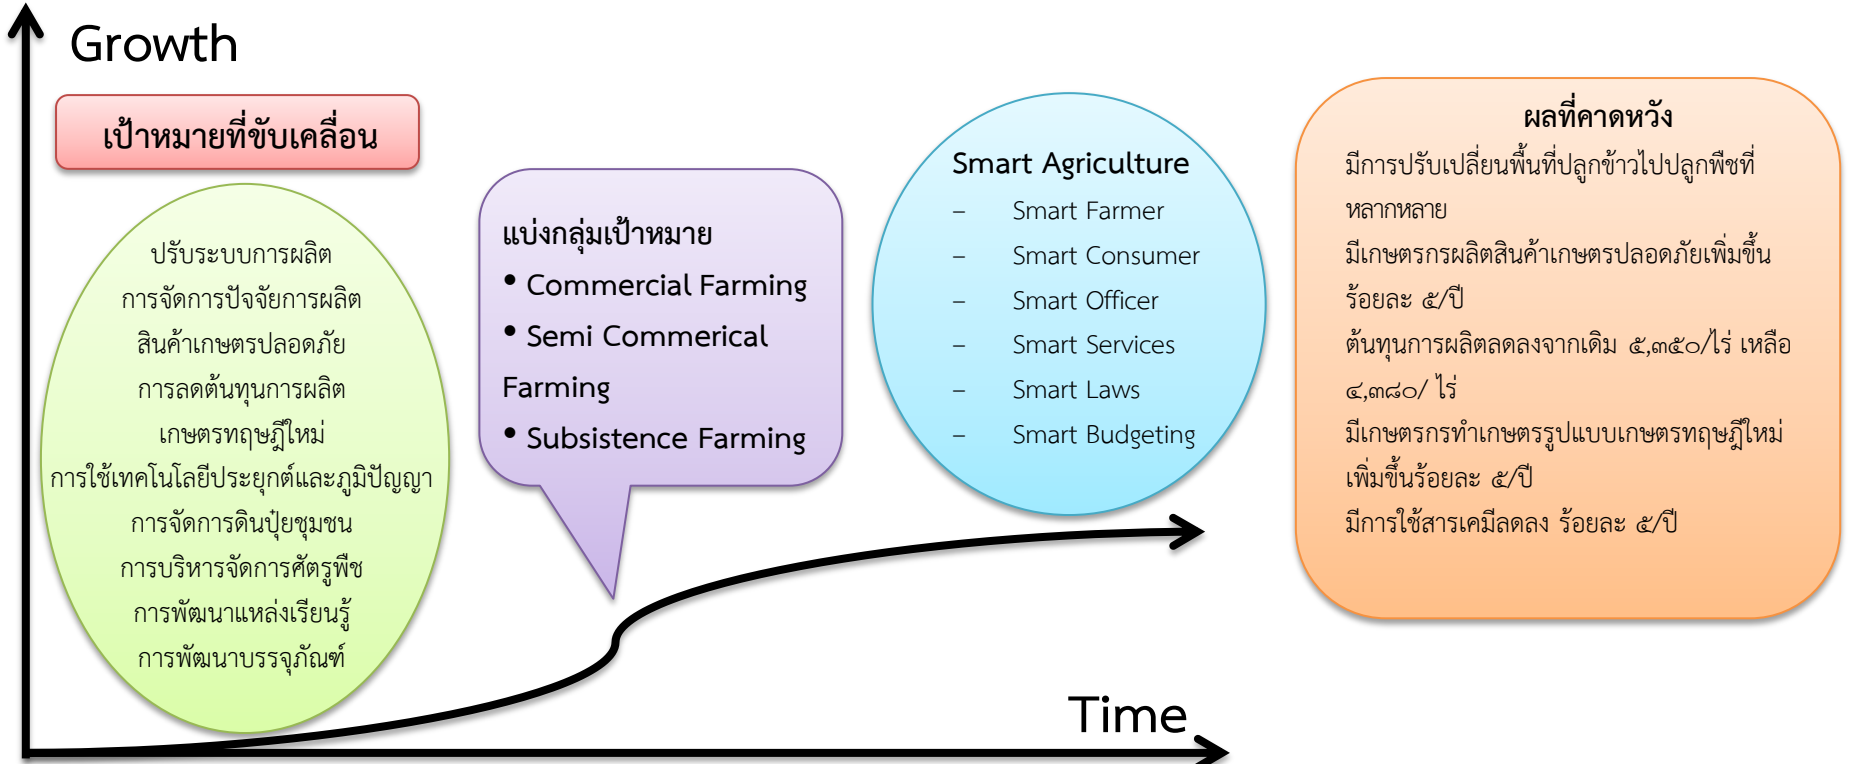 Growth
เป้าหมายที่ขับเคลื่อน
ปรับระบบการผลิต
การจัดการปัจจัยการผลิต
สินค้าเกษตรปลอดภัย
การลดต้นทุนการผลิต
เกษตรทฤษฎีใหม่
การใช้เทคโนโลยีประยุกต์และภูมิปัญญา
การจัดการดินปุ๋ยชุมชน
การบริหารจัดการศัตรูพืช
การพัฒนาแหล่งเรียนรู้
การพัฒนาบรรจุภัณฑ์
แบ่งกลุ่มเป้าหมาย
• Commercial Farming
• Semi Commerical
Farming
• Subsistence Farming
Smart Agriculture
– Smart Farmer
– Smart Consumer
– Smart Officer
– Smart Services
– Smart Laws
– Smart Budgeting
ผลที่คาดหวัง
มีการปรับเปลี่ยนพื้นที่ปลูกข้าวไปปลูกพืชที่
หลากหลาย
มีเกษตรกรผลิตสินค้าเกษตรปลอดภัยเพิ่มขึ้น
ร้อยละ ๕/ปี
ต้นทุนการผลิตลดลงจากเดิม ๕,๓๕๐/ไร่ เหลือ
๔,๓๘๐/ ไร่
มีเกษตรกรทำเกษตรรูปแบบเกษตรทฤษฎีใหม่
เพิ่มขึ้นร้อยละ ๕/ปี
มีการใช้สารเคมีลดลง ร้อยละ ๕/ปี
Time